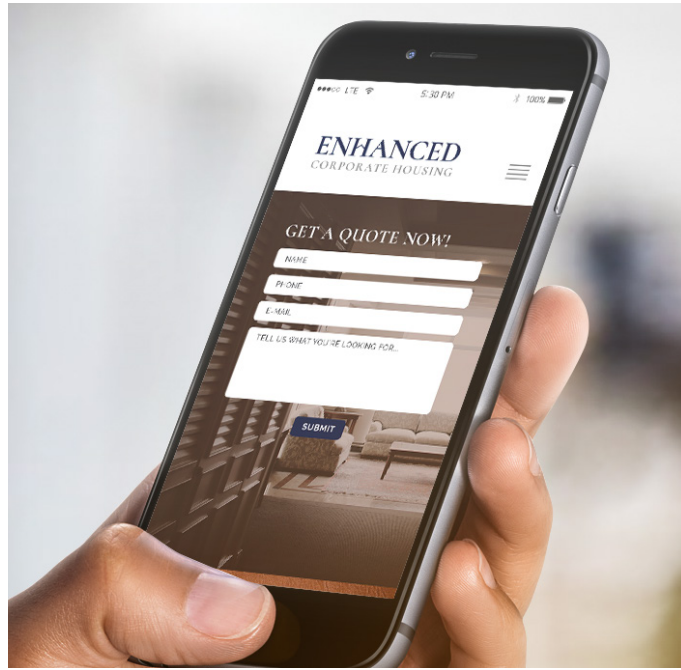 LTE 5:30 PM 100%
ENHANCED
CORPORATE HOUSING
GET A QUOTE NOW!
NAME
PHONE
E-MAIL
TELL US WHAT YOU'RE LOOKING FOR...
SUBMIT